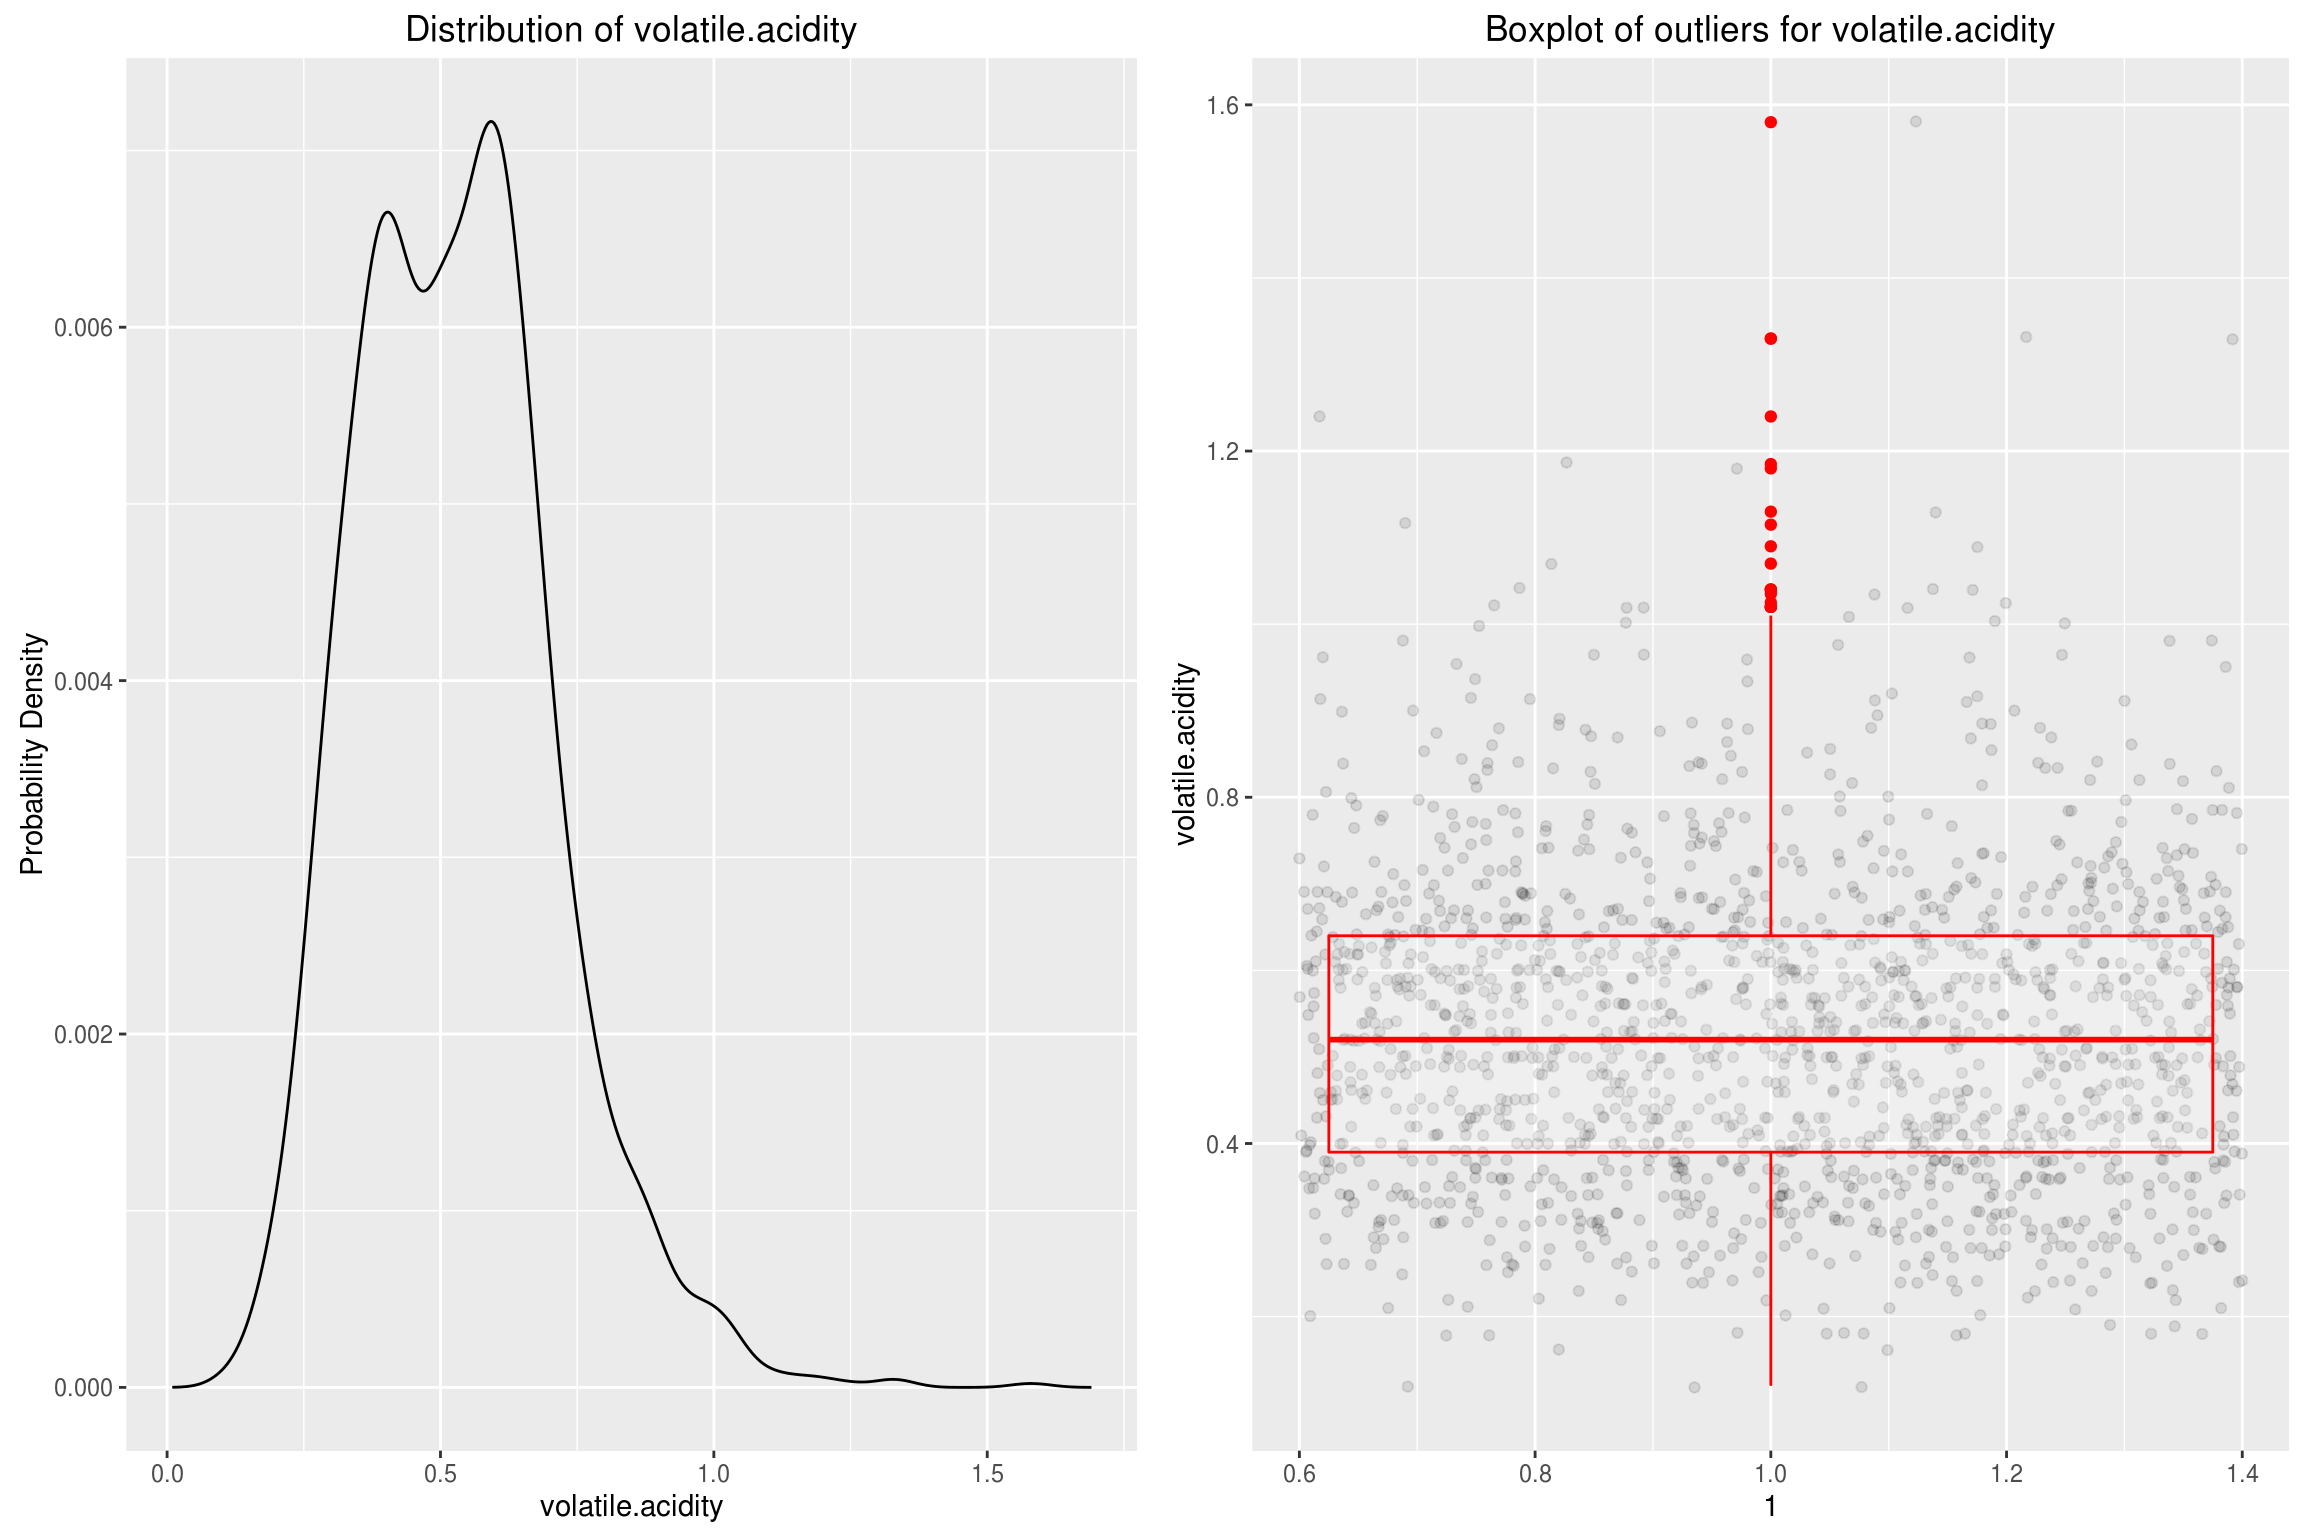 Distribution of volatile.acidity
Probability Density
0.006
0.004
0.002
0.000
0.0 0.5 1.0 1.5
volatile.acidity
Boxplot of outliers for volatile.acidity
volatile.acidity
1.6
1.2
0.8
0.4
0.6 0.8 1.0 1.2 1.4
1